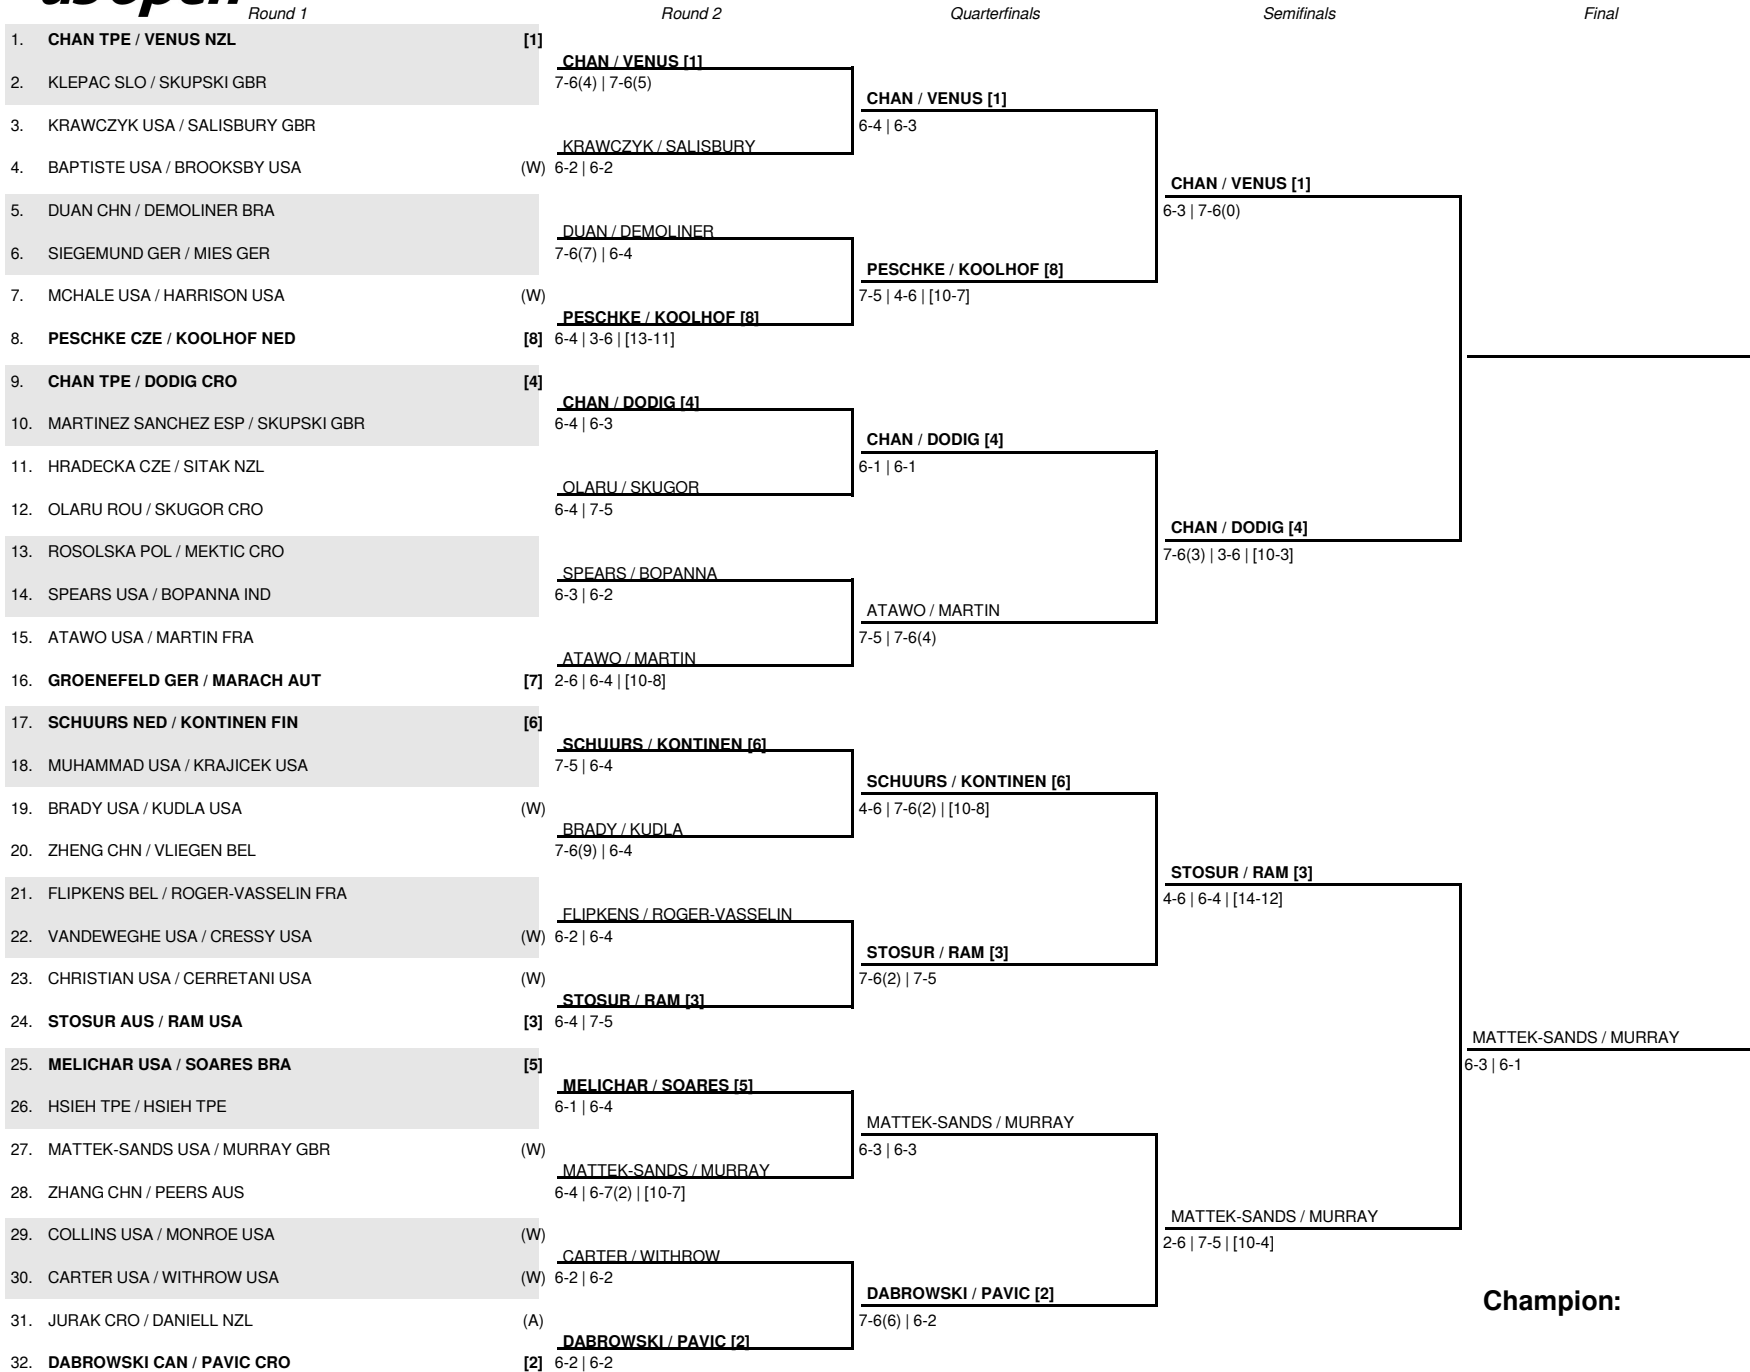 us open
Round 1 Round 2 Quarterfinals Semifinals Final
1. CHAN TPE / VENUS NZL [1]
CHAN / VENUS [1]
2. KLEPAC SLO / SKUPSKI GBR 7-6(4) | 7-6(5)
CHAN / VENUS [1]
3. KRAWCZYK USA / SALISBURY GBR 6-4 | 6-3
KRAWCZYK / SALISBURY
4. BAPTISTE USA / BROOKSBY USA (W) 6-2 | 6-2
CHAN / VENUS [1]
5. DUAN CHN / DEMOLINER BRA 6-3 | 7-6(0)
DUAN / DEMOLINER
6. SIEGEMUND GER / MIES GER 7-6(7) | 6-4
PESCHKE / KOOLHOF [8]
7. MCHALE USA / HARRISON USA (W) 7-5 | 4-6 | [10-7]
PESCHKE / KOOLHOF [8]
8. PESCHKE CZE / KOOLHOF NED [8] 6-4 | 3-6 | [13-11]
9. CHAN TPE / DODIG CRO [4]
CHAN / DODIG [4]
10. MARTINEZ SANCHEZ ESP / SKUPSKI GBR 6-4 | 6-3
CHAN / DODIG [4]
11. HRADECKA CZE / SITAK NZL 6-1 | 6-1
OLARU / SKUGOR
12. OLARU ROU / SKUGOR CRO 6-4 | 7-5
CHAN / DODIG [4]
13. ROSOLSKA POL / MEKTIC CRO 7-6(3) | 3-6 | [10-3]
SPEARS / BOPANNA
14. SPEARS USA / BOPANNA IND 6-3 | 6-2
ATAWO / MARTIN
15. ATAWO USA / MARTIN FRA 7-5 | 7-6(4)
ATAWO / MARTIN
16. GROENEFELD GER / MARACH AUT [7] 2-6 | 6-4 | [10-8]
17. SCHUURS NED / KONTINEN FIN [6]
SCHUURS / KONTINEN [6]
18. MUHAMMAD USA / KRAJICEK USA 7-5 | 6-4
SCHUURS / KONTINEN [6]
19. BRADY USA / KUDLA USA (W) 4-6 | 7-6(2) | [10-8]
BRADY / KUDLA
20. ZHENG CHN / VLIEGEN BEL 7-6(9) | 6-4
STOSUR / RAM [3]
21. FLIPKENS BEL / ROGER-VASSELIN FRA 4-6 | 6-4 | [14-12]
FLIPKENS / ROGER-VASSELIN
22. VANDEWEGHE USA / CRESSY USA (W) 6-2 | 6-4
STOSUR / RAM [3]
23. CHRISTIAN USA / CERRETANI USA (W) 7-6(2) | 7-5
STOSUR / RAM [3]
24. STOSUR AUS / RAM USA [3] 6-4 | 7-5
MATTEK-SANDS / MURRAY
25. MELICHAR USA / SOARES BRA [5] 6-3 | 6-1
MELICHAR / SOARES [5]
26. HSIEH TPE / HSIEH TPE 6-1 | 6-4
MATTEK-SANDS / MURRAY
27. MATTEK-SANDS USA / MURRAY GBR (W) 6-3 | 6-3
MATTEK-SANDS / MURRAY
28. ZHANG CHN / PEERS AUS 6-4 | 6-7(2) | [10-7]
MATTEK-SANDS / MURRAY
29. COLLINS USA / MONROE USA (W) 2-6 | 7-5 | [10-4]
CARTER / WITHROW
30. CARTER USA / WITHROW USA (W) 6-2 | 6-2
DABROWSKI / PAVIC [2] Champion:
31. JURAK CRO / DANIELL NZL (A) 7-6(6) | 6-2
DABROWSKI / PAVIC [2]
32. DABROWSKI CAN / PAVIC CRO [2] 6-2 | 6-2